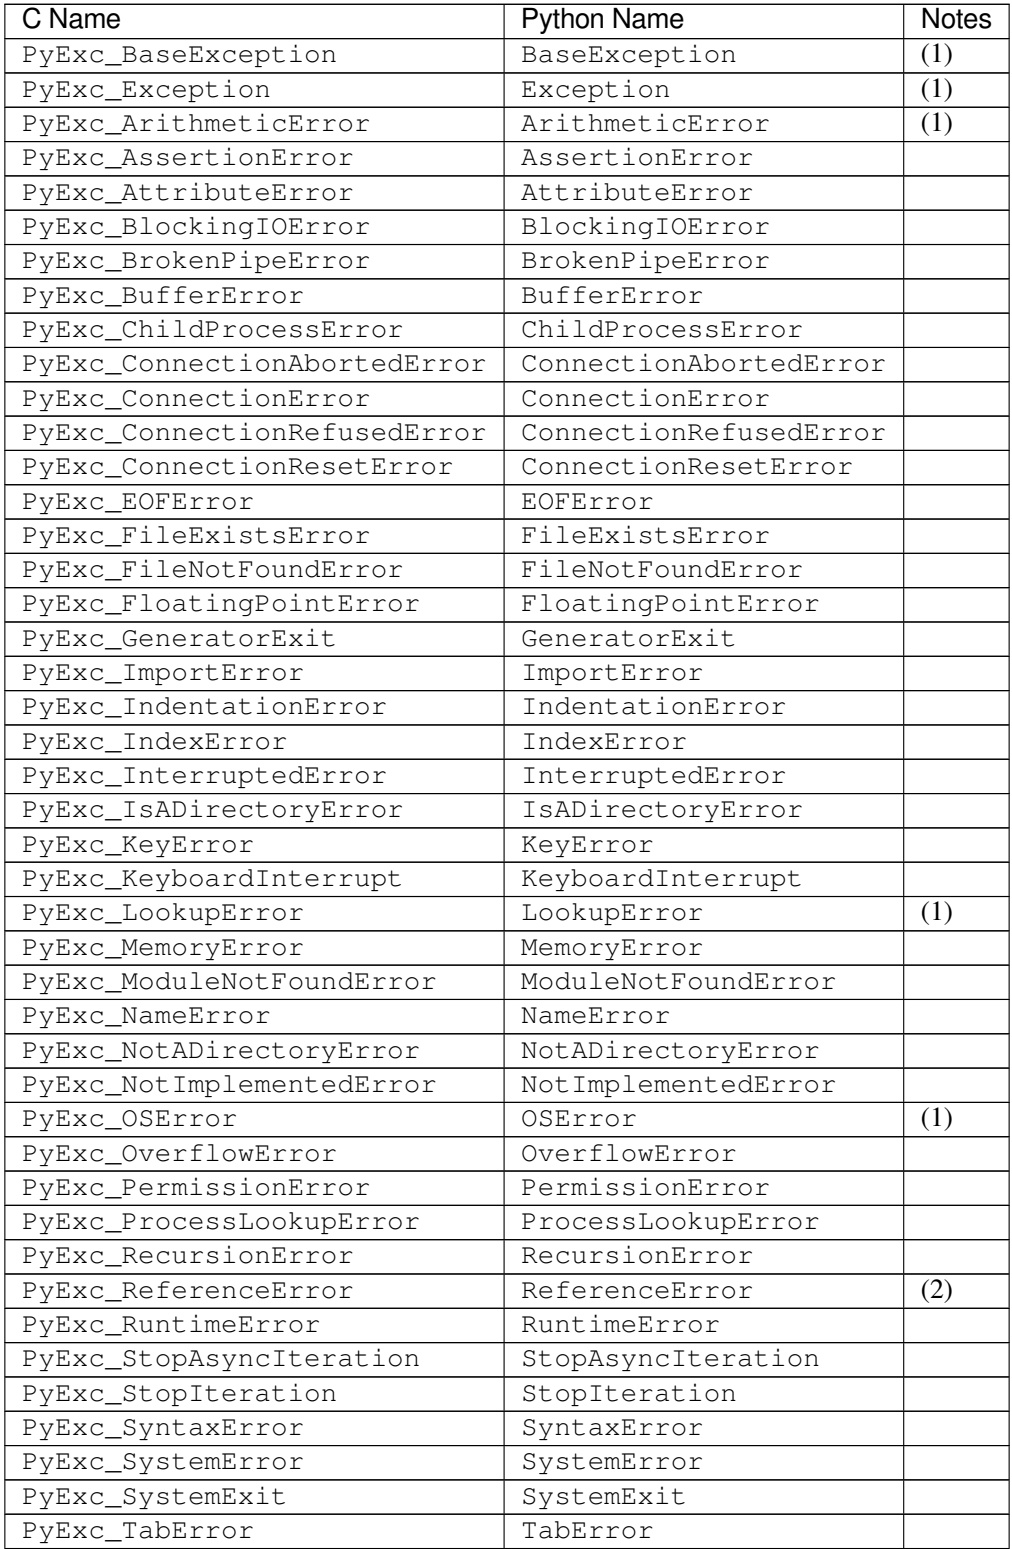 C Name Python Name Notes
PyExc_BaseException BaseException (1)
PyExc_Exception Exception (1)
PyExc_ArithmeticError ArithmeticError (1)
PyExc_AssertionError AssertionError
PyExc_AttributeError AttributeError
PyExc_BlockingIOError BlockingIOError
PyExc_BrokenPipeError BrokenPipeError
PyExc_BufferError BufferError
PyExc_ChildProcessError ChildProcessError
PyExc_ConnectionAbortedError ConnectionAbortedError
PyExc_ConnectionError ConnectionError
PyExc_ConnectionRefusedError ConnectionRefusedError
PyExc_ConnectionResetError ConnectionResetError
PyExc_EOFError EOFError
PyExc_FileExistsError FileExistsError
PyExc_FileNotFoundError FileNotFoundError
PyExc_FloatingPointError FloatingPointError
PyExc_GeneratorExit GeneratorExit
PyExc_ImportError ImportError
PyExc_IndentationError IndentationError
PyExc_IndexError IndexError
PyExc_InterruptedError InterruptedError
PyExc_IsADirectoryError IsADirectoryError
PyExc_KeyError KeyError
PyExc_KeyboardInterrupt KeyboardInterrupt
PyExc_LookupError LookupError (1)
PyExc_MemoryError MemoryError
PyExc_ModuleNotFoundError ModuleNotFoundError
PyExc_NameError NameError
PyExc_NotADirectoryError NotADirectoryError
PyExc_NotImplementedError NotImplementedError
PyExc_OSError OSError (1)
PyExc_OverflowError OverflowError
PyExc_PermissionError PermissionError
PyExc_ProcessLookupError ProcessLookupError
PyExc_RecursionError RecursionError
PyExc_ReferenceError ReferenceError (2)
PyExc_RuntimeError RuntimeError
PyExc_StopAsyncIteration StopAsyncIteration
PyExc_StopIteration StopIteration
PyExc_SyntaxError SyntaxError
PyExc_SystemError SystemError
PyExc_SystemExit SystemExit
PyExc_TabError TabError